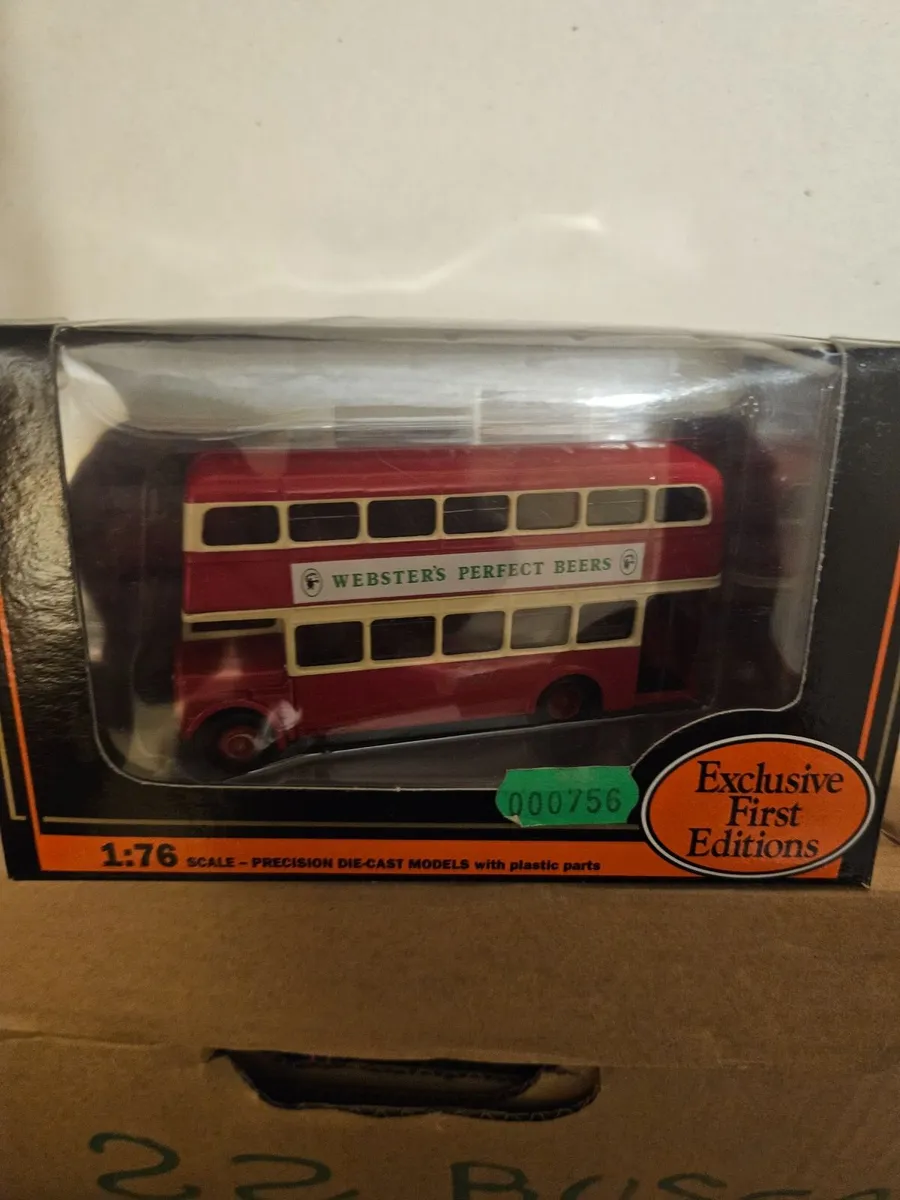 WEBSTER'S PERFECT BEERS
000756
Exclusive
First
Editions
1:76 SCALE – PRECISION DIE-CAST MODELS with plastic parts